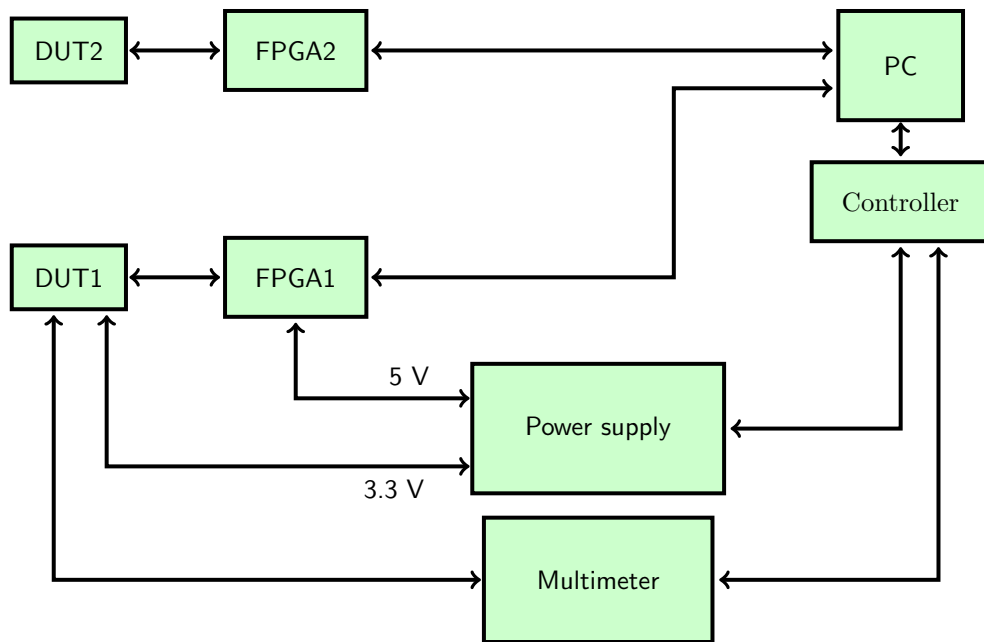 DUT2
FPGA2
PC
Controller
DUT1
FPGA1
5 V
Power supply
3.3 V
Multimeter